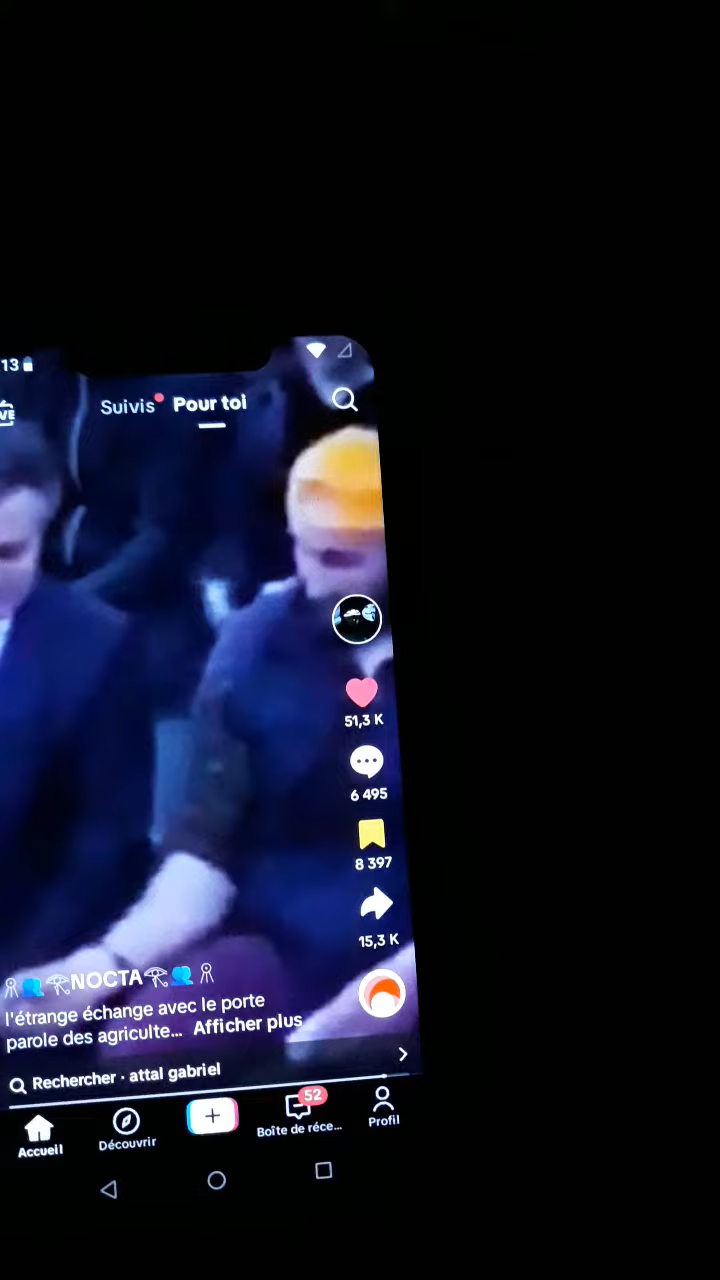 13
VE
Suivis Pour toi
51,3 K
6 495
8 397
15,3 K
NOCTA
l'étrange échange avec le porte
parole des agriculte... Afficher plus
Rechercher · attal gabriel
52
Accueil Découvrir Boîte de réce... Profil